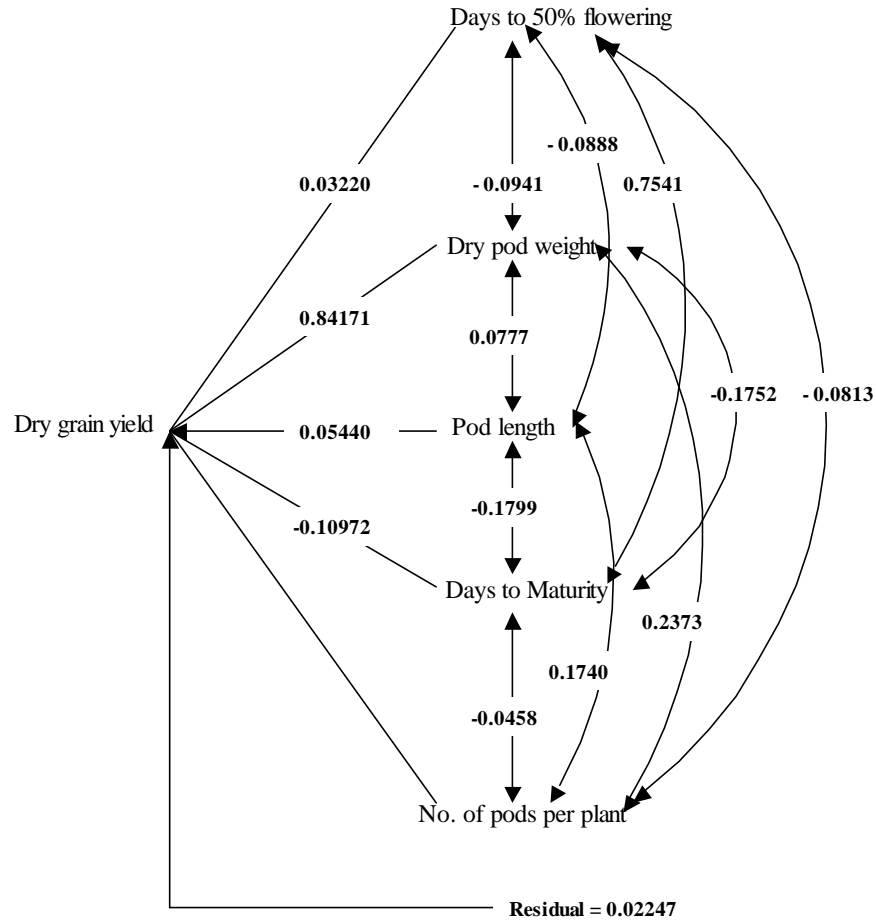 Days to 50% flowering
- 0.0888
0.03220
- 0.0941
0.7541
Dry pod weight
0.84171
0.0777
-0.1752
- 0.0813
Dry grain yield
0.05440
Pod length
-0.1799
-0.10972
Days to Maturity
0.2373
0.1740
-0.0458
No. of pods per plant
Residual = 0.02247